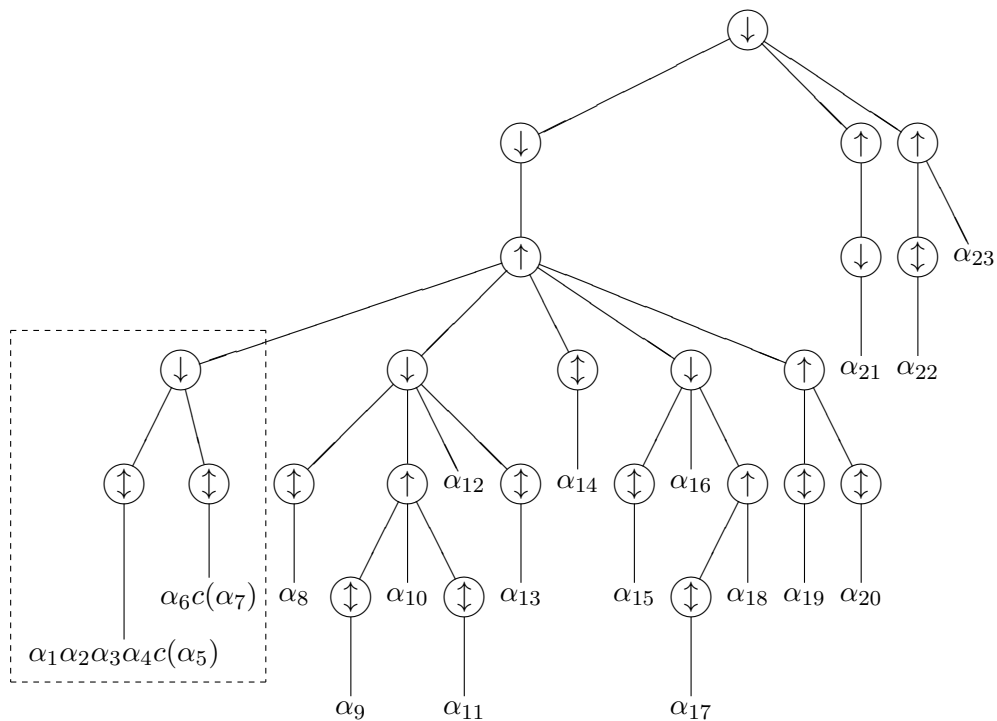 ↓
↓ ↑ ↑
↑ ↓ ↕ α₂₃
↓ ↓ ↕ ↓ ↑ α₂₁ α₂₂
↕ ↕ ↕ ↑ α₁₂ ↕ α₁₄ ↕ α₁₆ ↑ ↕ ↕
α₆c(α₇) α₈ ↕ α₁₀ ↕ α₁₃ α₁₅ ↕ α₁₈ α₁₉ α₂₀
α₁α₂α₃α₄c(α₅)
α₉ α₁₁ α₁₇